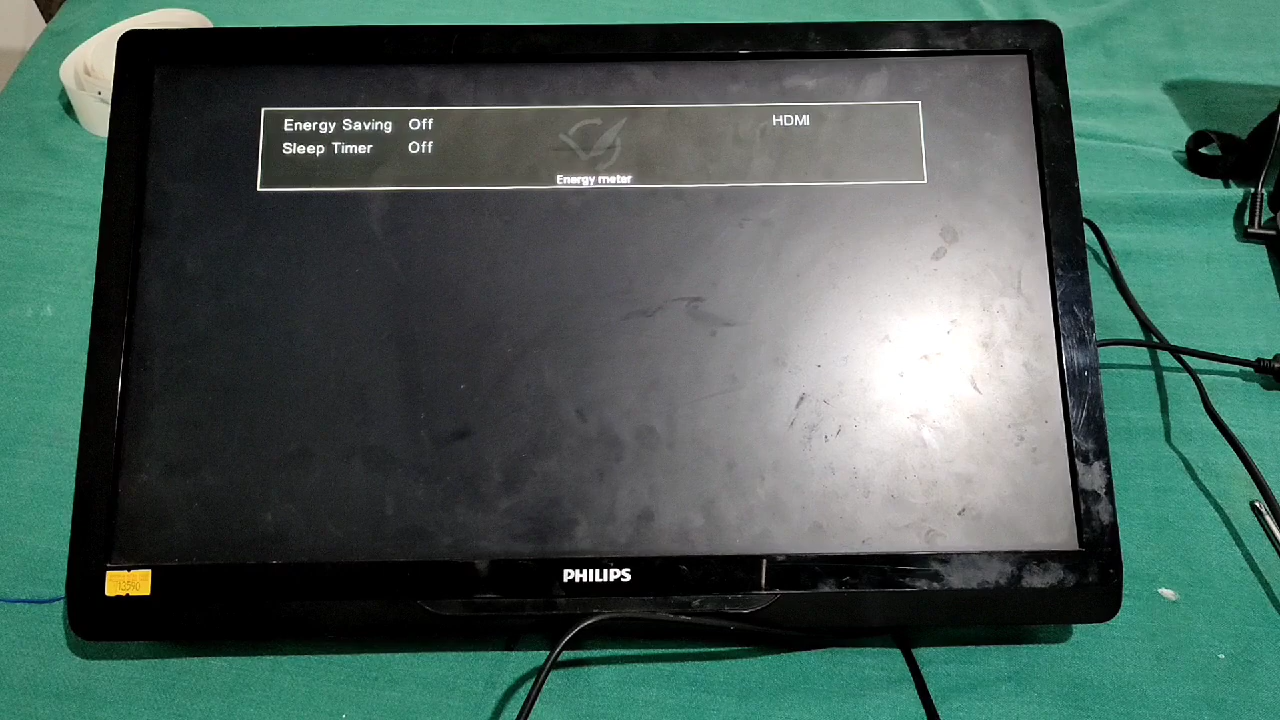 Energy Saving Off
HDMI
Sleep Timer Off
Energy meter
PHILIPS